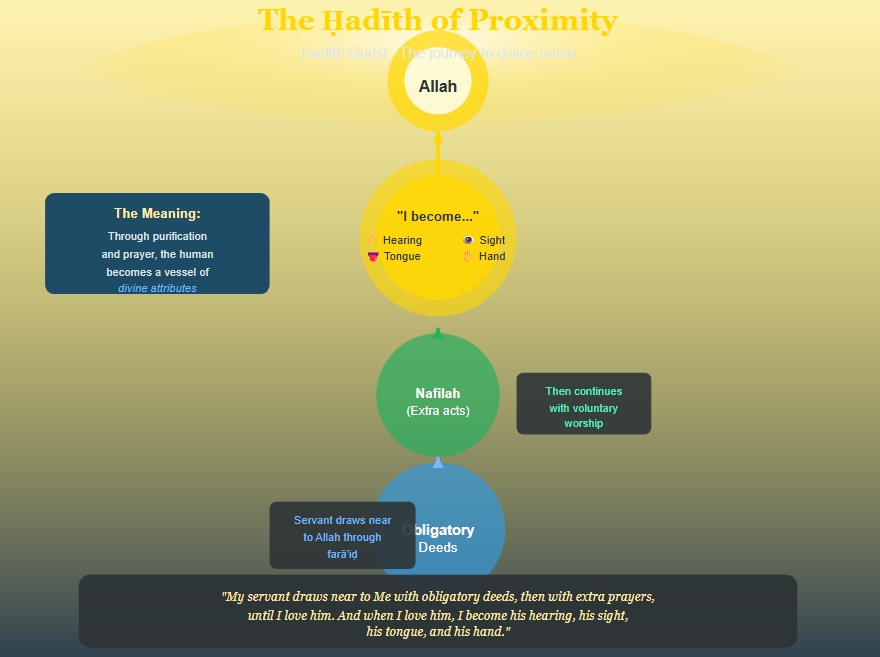 The Ḥadīth of Proximity
Hadith Qudsī - The journey to divine union
Allah
"I become..."
Hearing
Sight
Tongue
Hand
The Meaning:
Through purification
and prayer, the human
becomes a vessel of
divine attributes
Nafilah
(Extra acts)
Then continues
with voluntary
worship
Obligatory
Deeds
Servant draws near
to Allah through
farā'iḍ
"My servant draws near to Me with obligatory deeds, then with extra prayers,
until I love him. And when I love him, I become his hearing, his sight,
his tongue, and his hand."